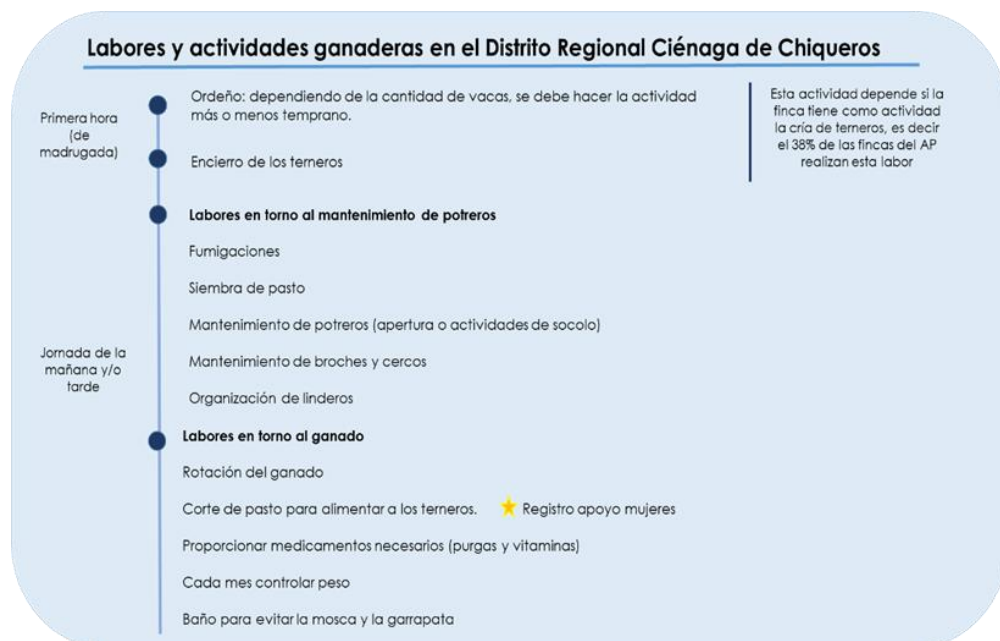 Labores y actividades ganaderas en el Distrito Regional Ciénaga de Chiqueros
Primera hora
(de
madrugada)
Ordeño: dependiendo de la cantidad de vacas, se debe hacer la actividad
más o menos temprano.
Encierro de los terneros
Esta actividad depende si la
finca tiene como actividad
la cría de terneros, es decir
el 38% de las fincas del AP
realizan esta labor
Jornada de la
mañana y/o
tarde
Labores en torno al mantenimiento de potreros
Fumigaciones
Siembra de pasto
Mantenimiento de potreros (apertura o actividades de socolo)
Mantenimiento de broches y cercos
Organización de linderos
Labores en torno al ganado
Rotación del ganado
Corte de pasto para alimentar a los terneros. Registro apoyo mujeres
Proporcionar medicamentos necesarios (purgas y vitaminas)
Cada mes controlar peso
Baño para evitar la mosca y la garrapata